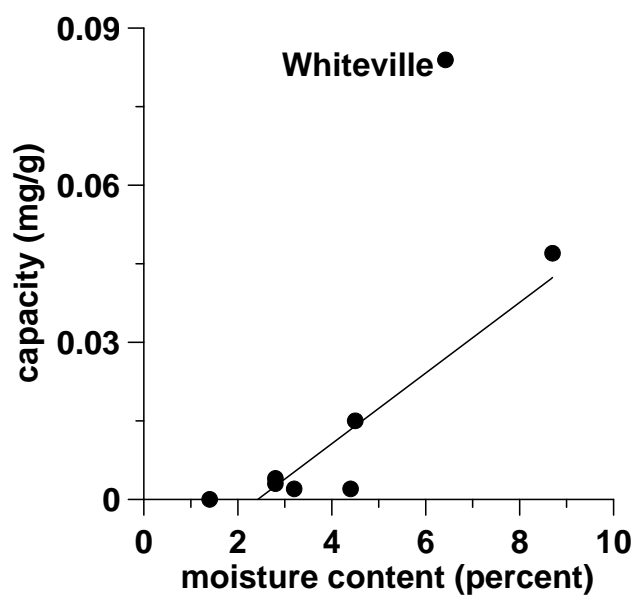 0.09
Whiteville
0.06
capacity (mg/g)
0.03
0
0 2 4 6 8 10
moisture content (percent)